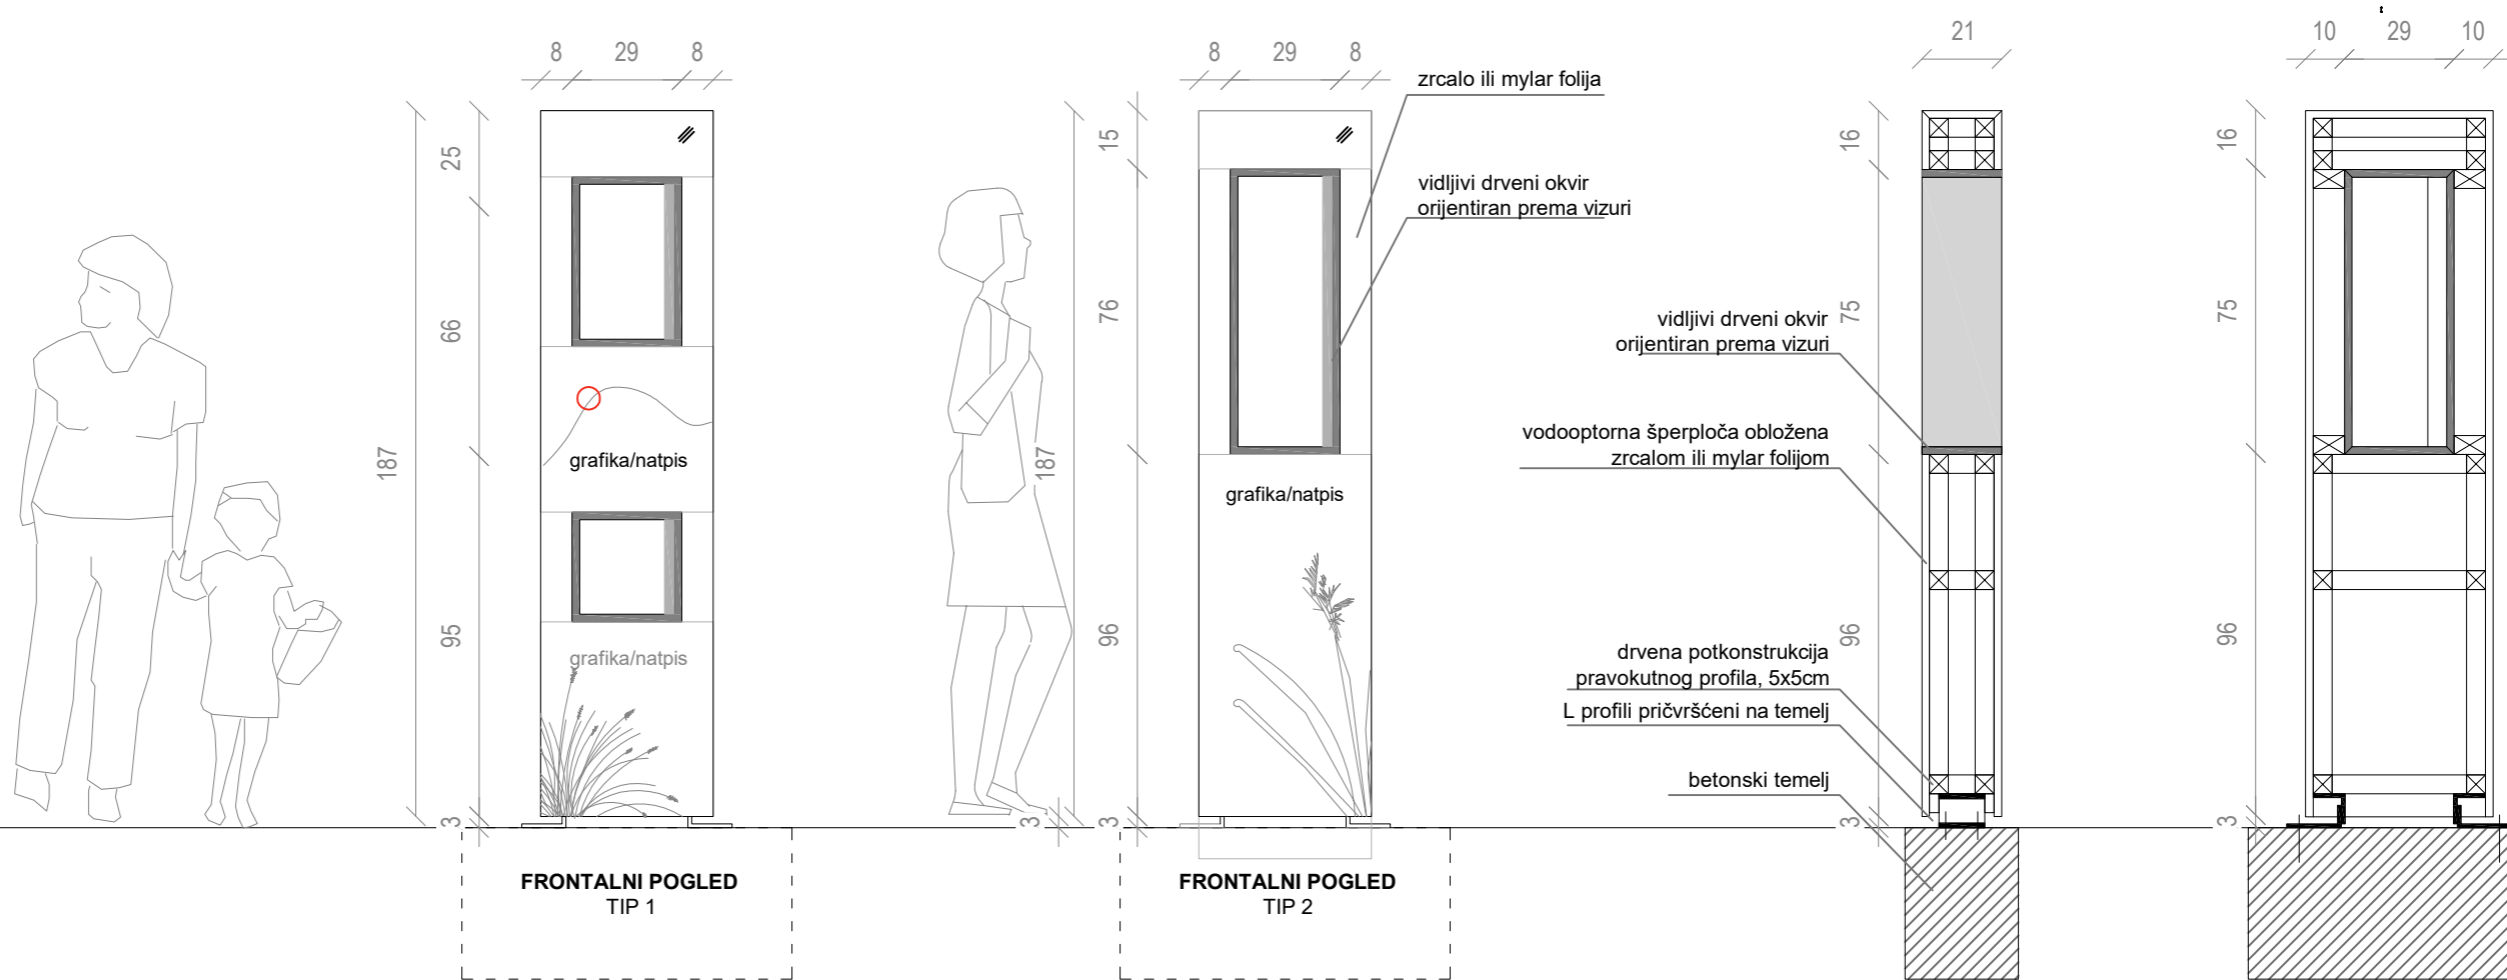 8 29 8
25
66
187
95
3
grafika/natpis
grafika/natpis
FRONTALNI POGLED
TIP 1
8 29 8
15
76
187
96
3 3
zrcalo ili mylar folija
vidljivi drveni okvir
orijentiran prema vizuri
grafika/natpis
FRONTALNI POGLED
TIP 2
21
16
75
96
3
vidljivi drveni okvir
orijentiran prema vizuri
vodooptorna šperploča obložena
zrcalom ili mylar folijom
drvena potkonstrukcija
pravokutnog profila, 5x5cm
L profili pričvršćeni na temelj
betonski temelj
10 29 10
16
75
96
3